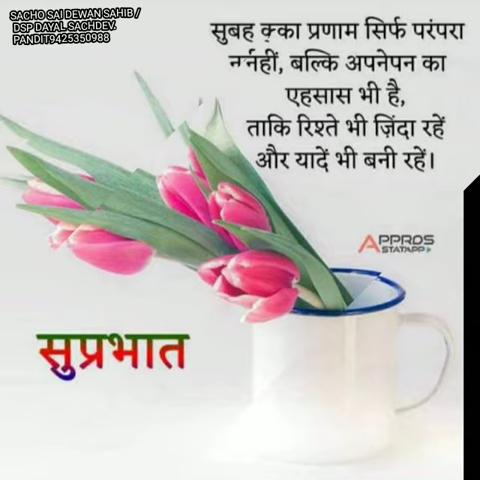 SACHO SAI DEWAN SAHIB /
DSP DAYAL SACHDEV.
PANDIT9425350988
सुबह का प्रणाम सिर्फ परंपरा
नहीं, बल्कि अपनेपन का
एहसास भी है,
ताकि रिश्ते भी ज़िंदा रहें
और यादें भी बनी रहें।
APPROS
STATAPP
सुप्रभात